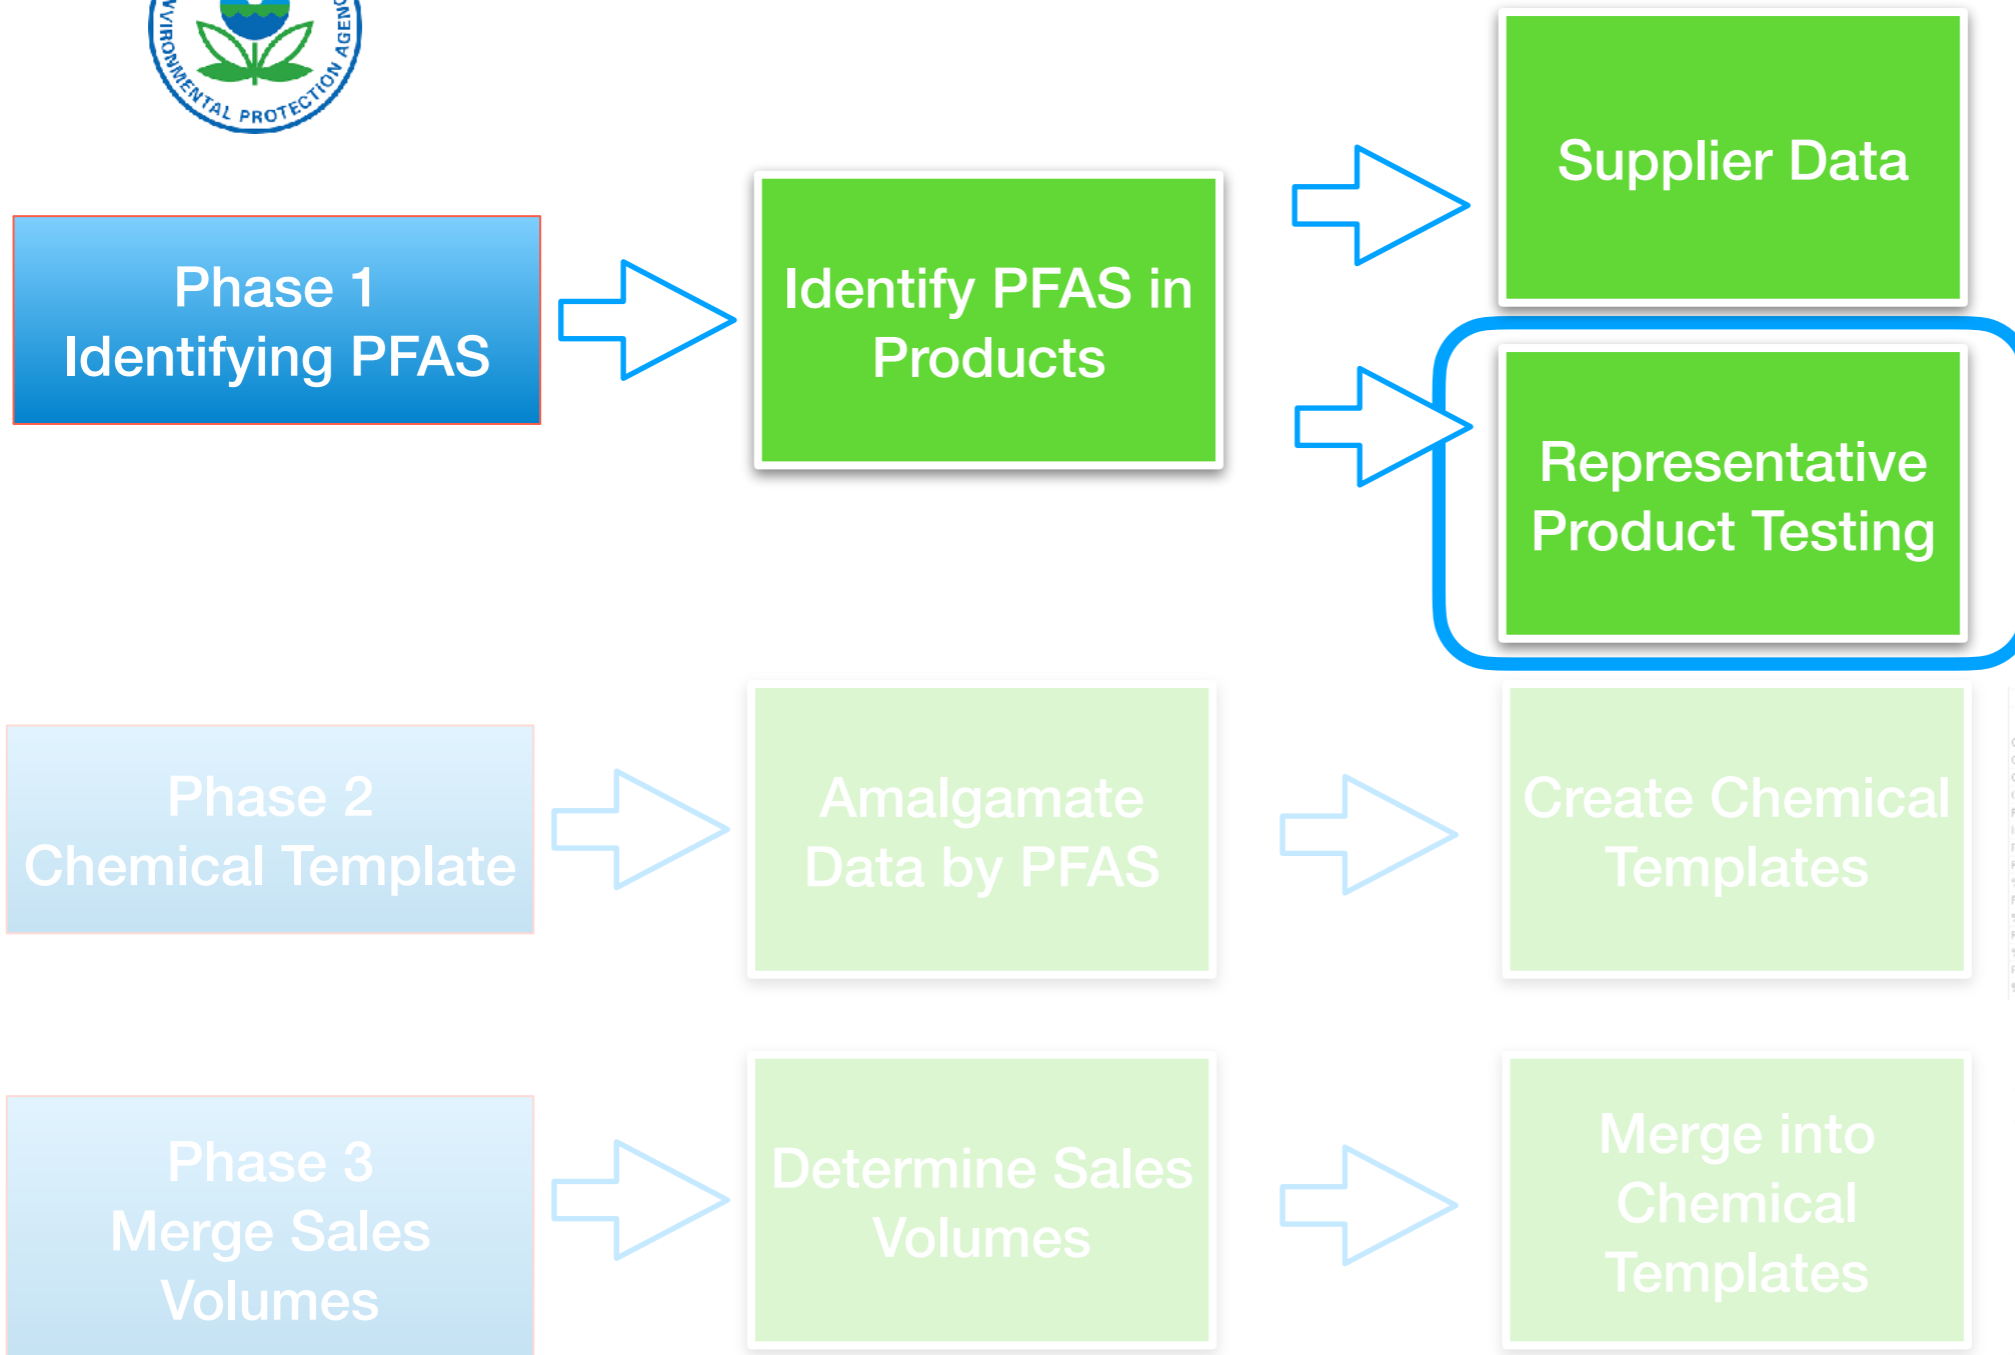 ENVIRONMENTAL PROTECTION AGENC
Phase 1
Identifying PFAS
Identify PFAS in
Products
Supplier Data
Representative
Product Testing
Phase 2
Chemical Template
Amalgamate
Data by PFAS
Create Chemical
Templates
Phase 3
Merge Sales
Volumes
Determine Sales
Volumes
Merge into
Chemical
Templates